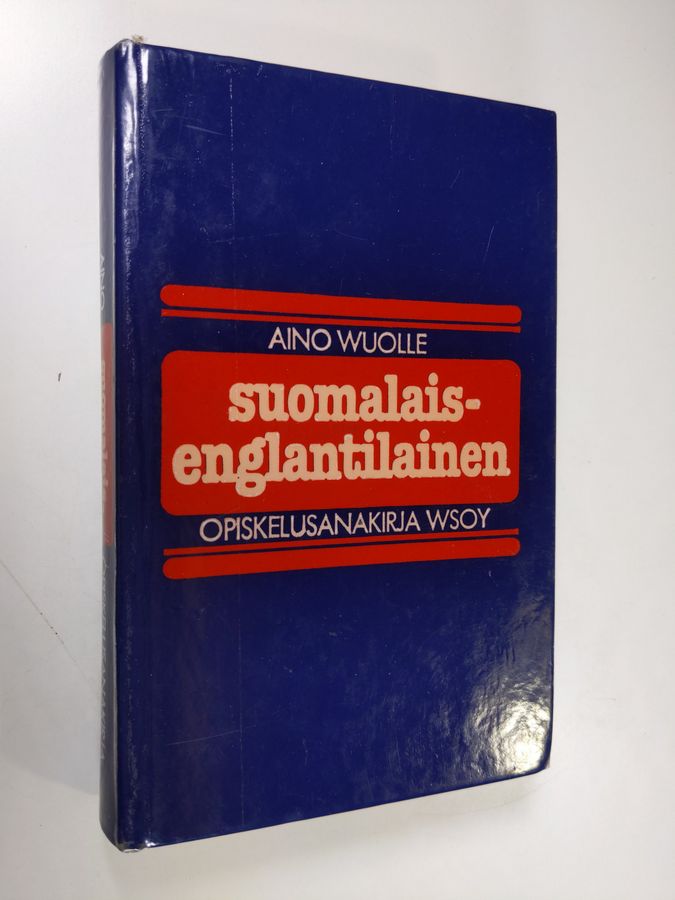 AINO WUOLLE
suomalais-
englantilainen
OPISKELUSANAKIRJA WSOY